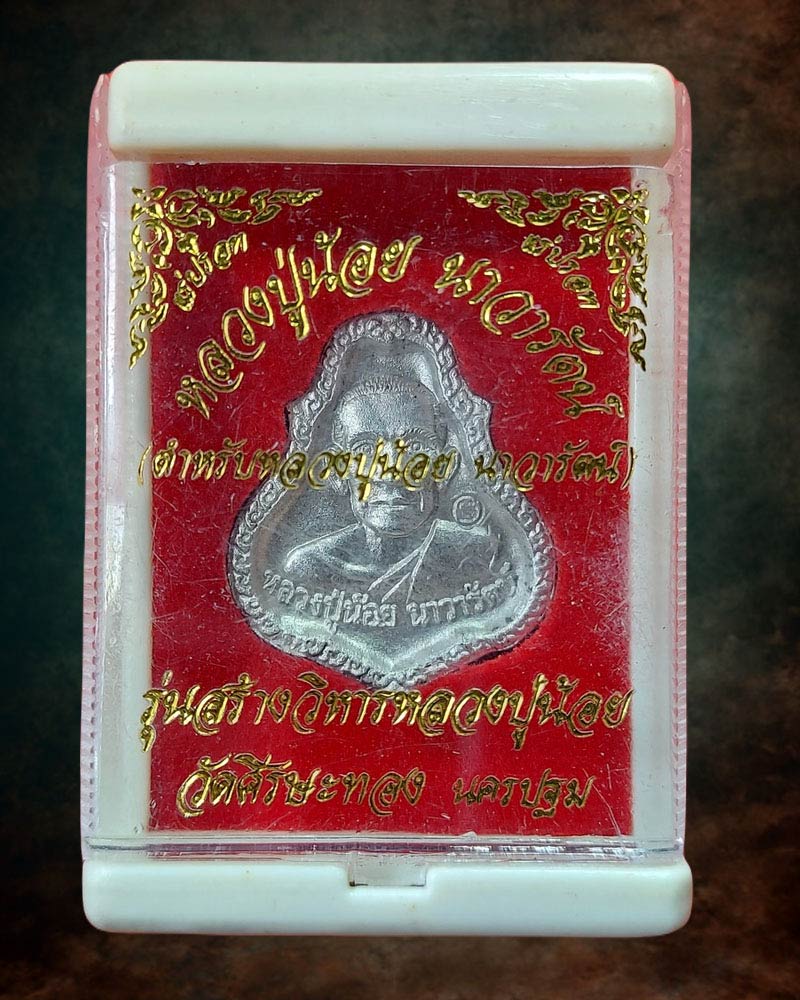 หลวงปู่น้อย นาวารัตน์
(ตำหรับหลวงปู่น้อย นาวารัตน์)
หลวงปู่น้อย นาวารัตน์
รุ่นสร้างวิหารหลวงปู่น้อย
วัดศีรษะทอง นครปฐม